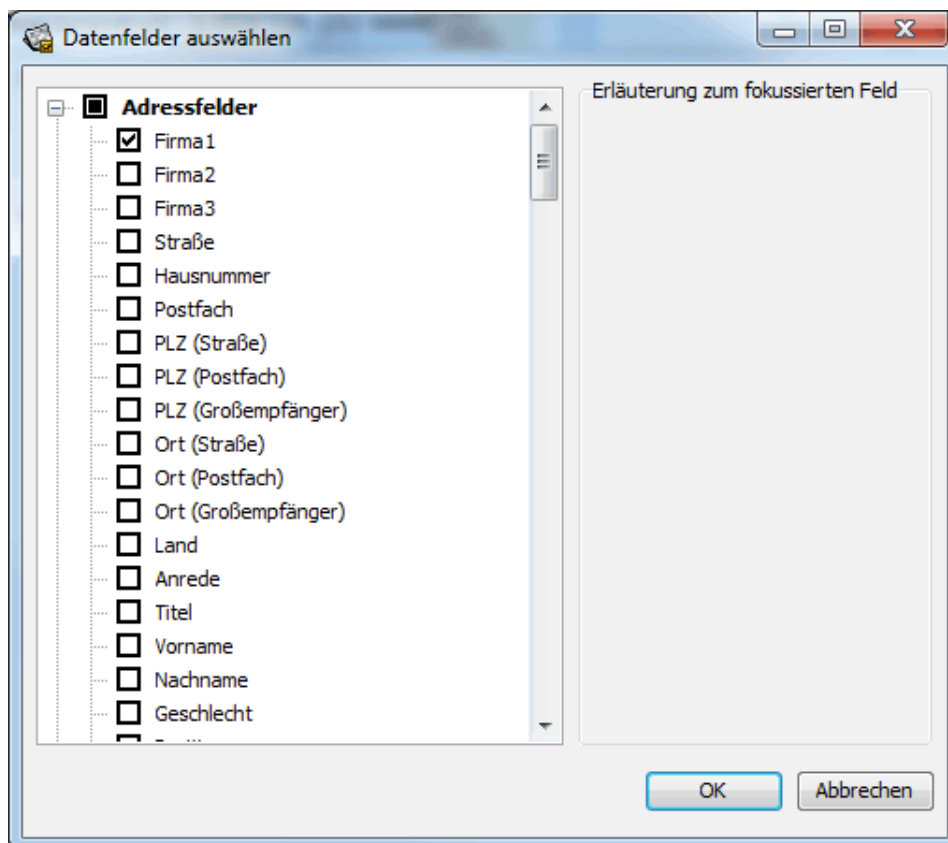 Datenfelder auswählen
Adressfelder
Firma1
Firma2
Firma3
Straße
Hausnummer
Postfach
PLZ (Straße)
PLZ (Postfach)
PLZ (Großempfänger)
Ort (Straße)
Ort (Postfach)
Ort (Großempfänger)
Land
Anrede
Titel
Vorname
Nachname
Geschlecht
Erläuterung zum fokussierten Feld
OK
Abbrechen